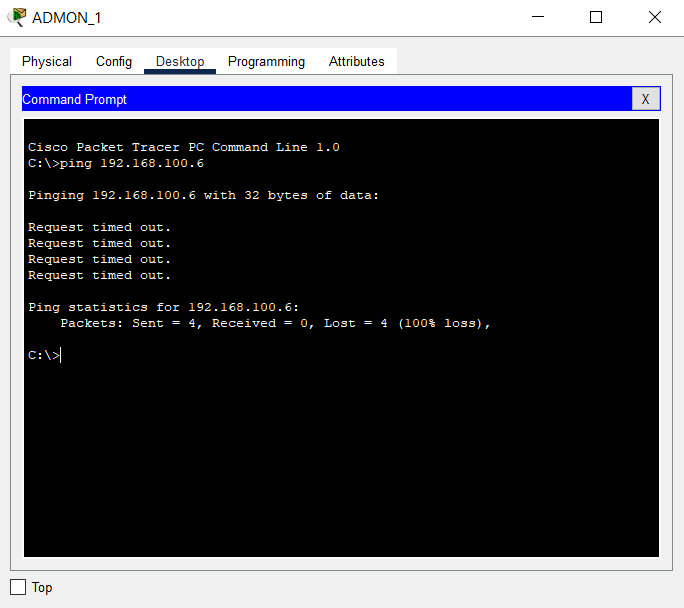 ADMON_1
Physical Config Desktop Programming Attributes
Command Prompt X
Cisco Packet Tracer PC Command Line 1.0
C:\>ping 192.168.100.6
Pinging 192.168.100.6 with 32 bytes of data:
Request timed out.
Request timed out.
Request timed out.
Request timed out.
Ping statistics for 192.168.100.6:
Packets: Sent = 4, Received = 0, Lost = 4 (100% loss),
C:\>
Top